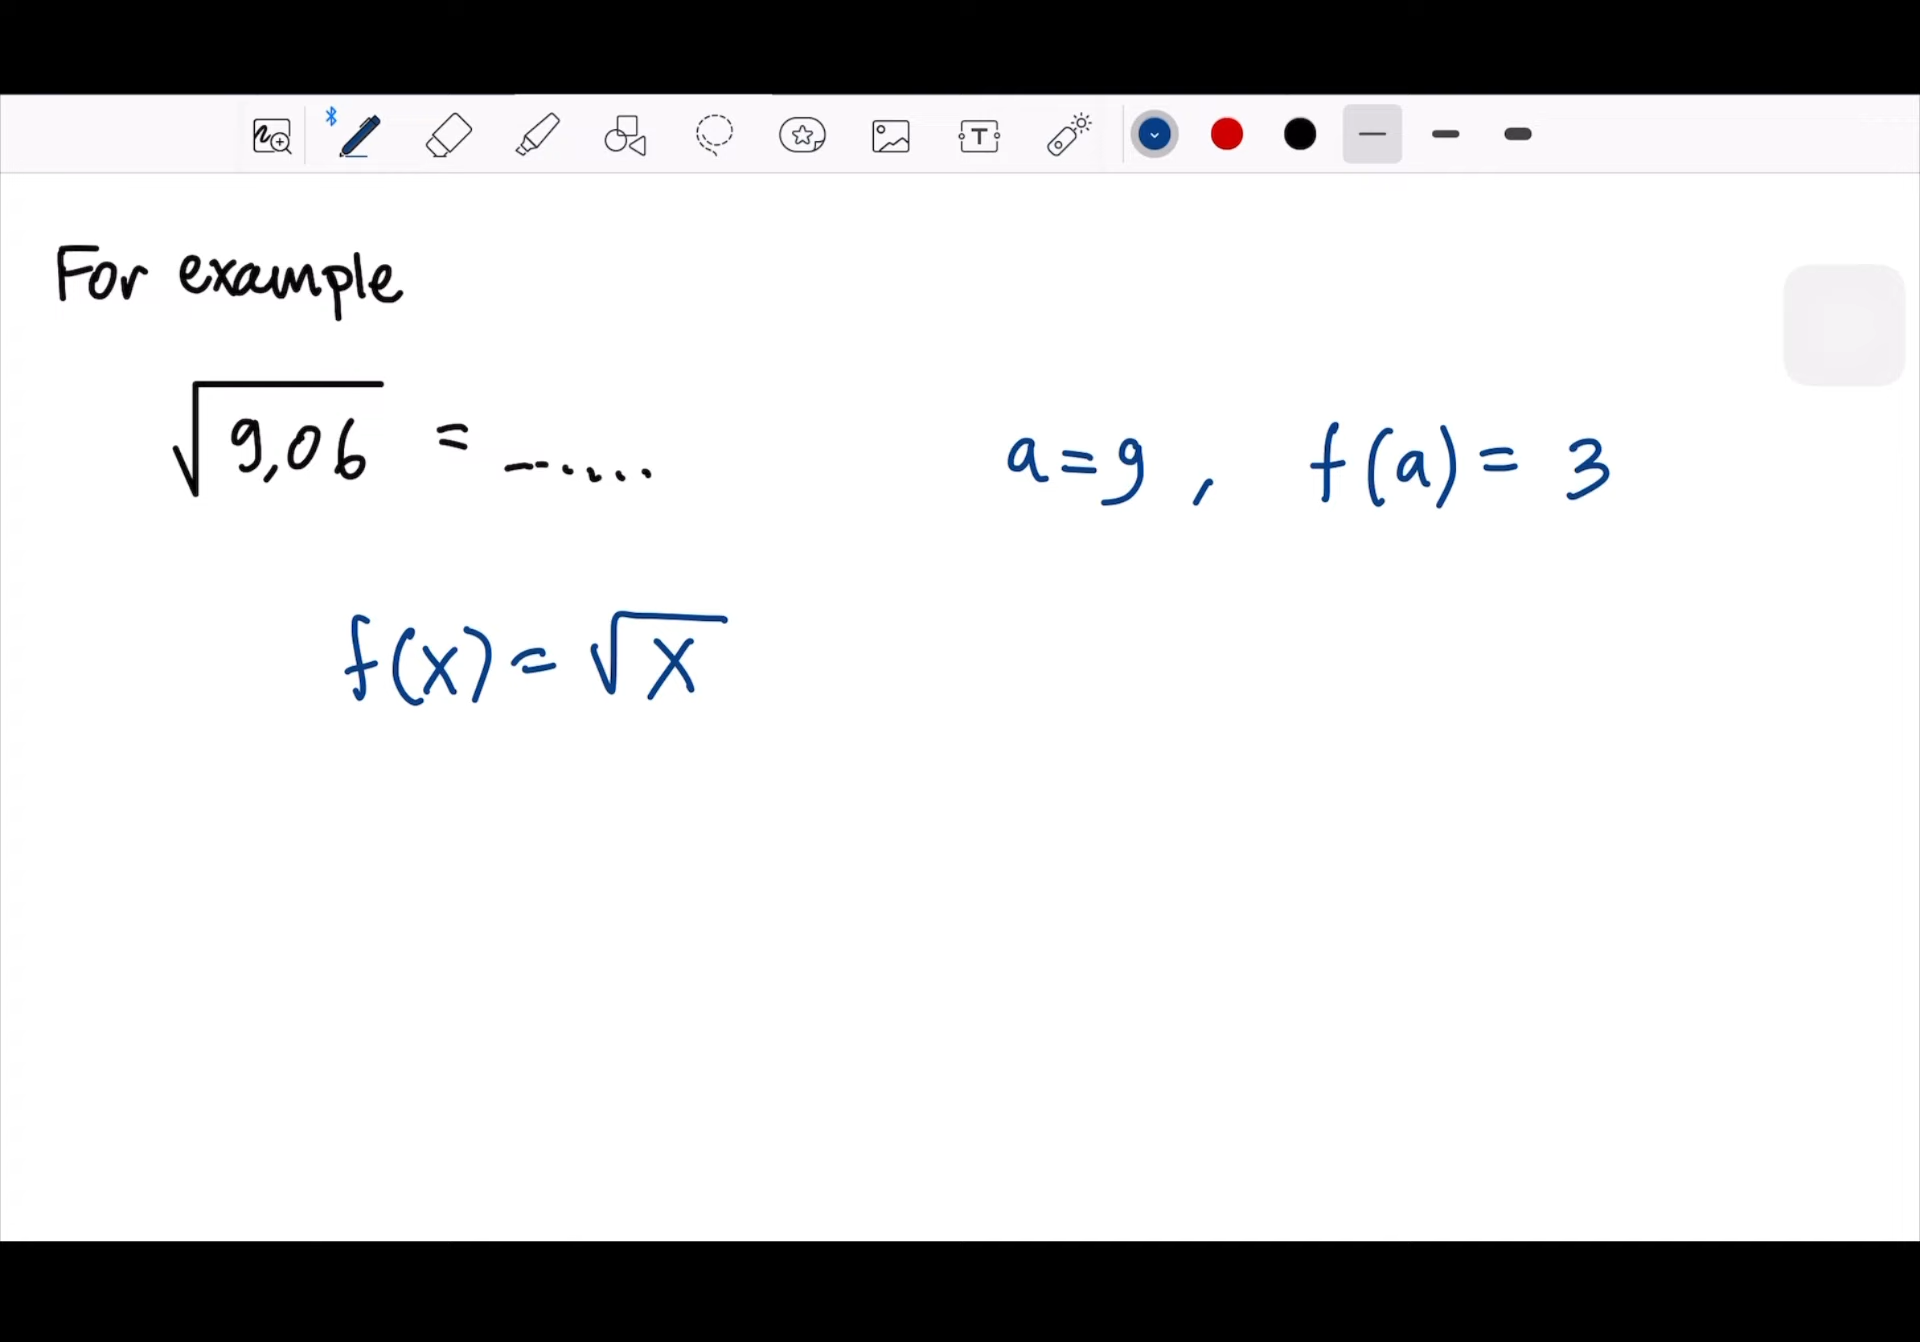 For example
√9,06 = ........
a = 9 , f(a) = 3
f(x) = √x